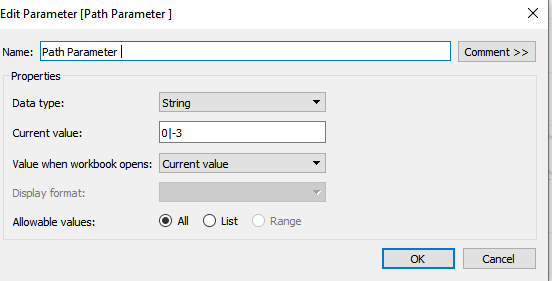 Edit Parameter [Path Parameter ]
Name: Path Parameter
Comment >>
Properties
Data type: String
Current value: 0|-3
Value when workbook opens: Current value
Display format:
Allowable values: All List Range
OK Cancel